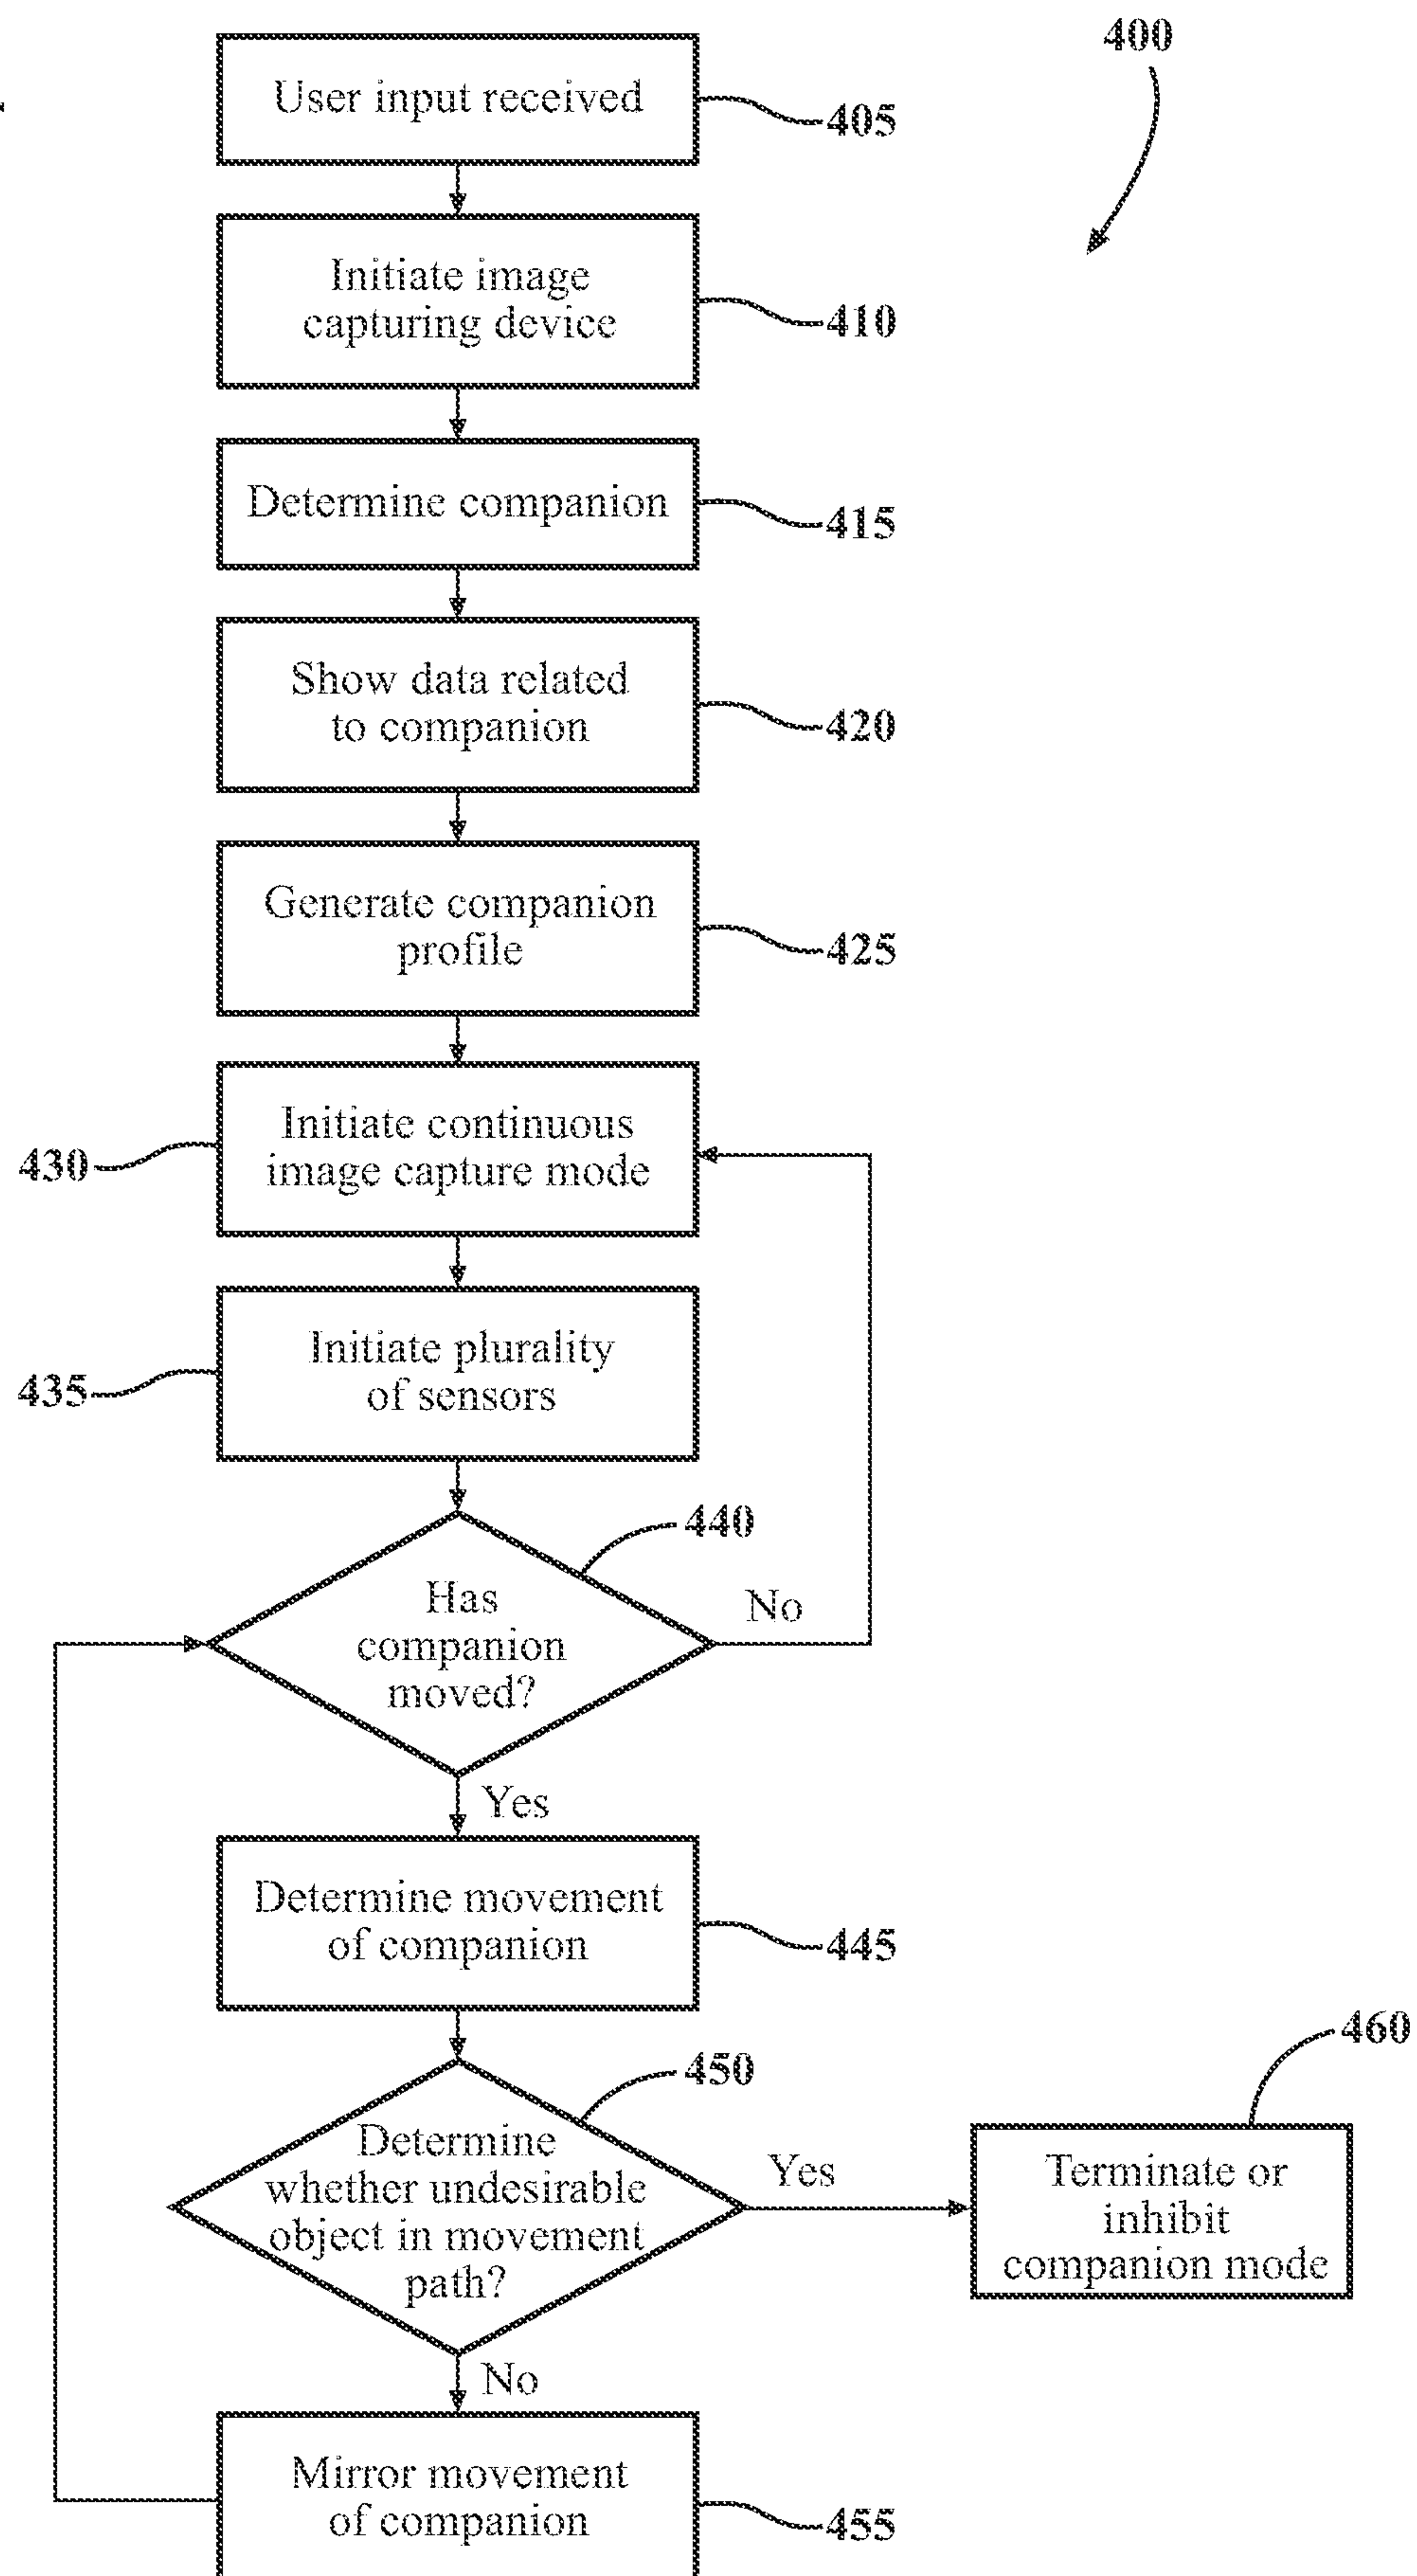 400
User input received
405
Initiate image
capturing device
410
Determine companion
415
Show data related
to companion
420
Generate companion
profile
425
Initiate continuous
image capture mode
430
Initiate plurality
of sensors
435
440
Has
companion
moved?
No
Yes
Determine movement
of companion
445
460
450
Determine
whether undesirable
object in movement
path?
Yes
Terminate or
inhibit
companion mode
No
Mirror movement
of companion
455